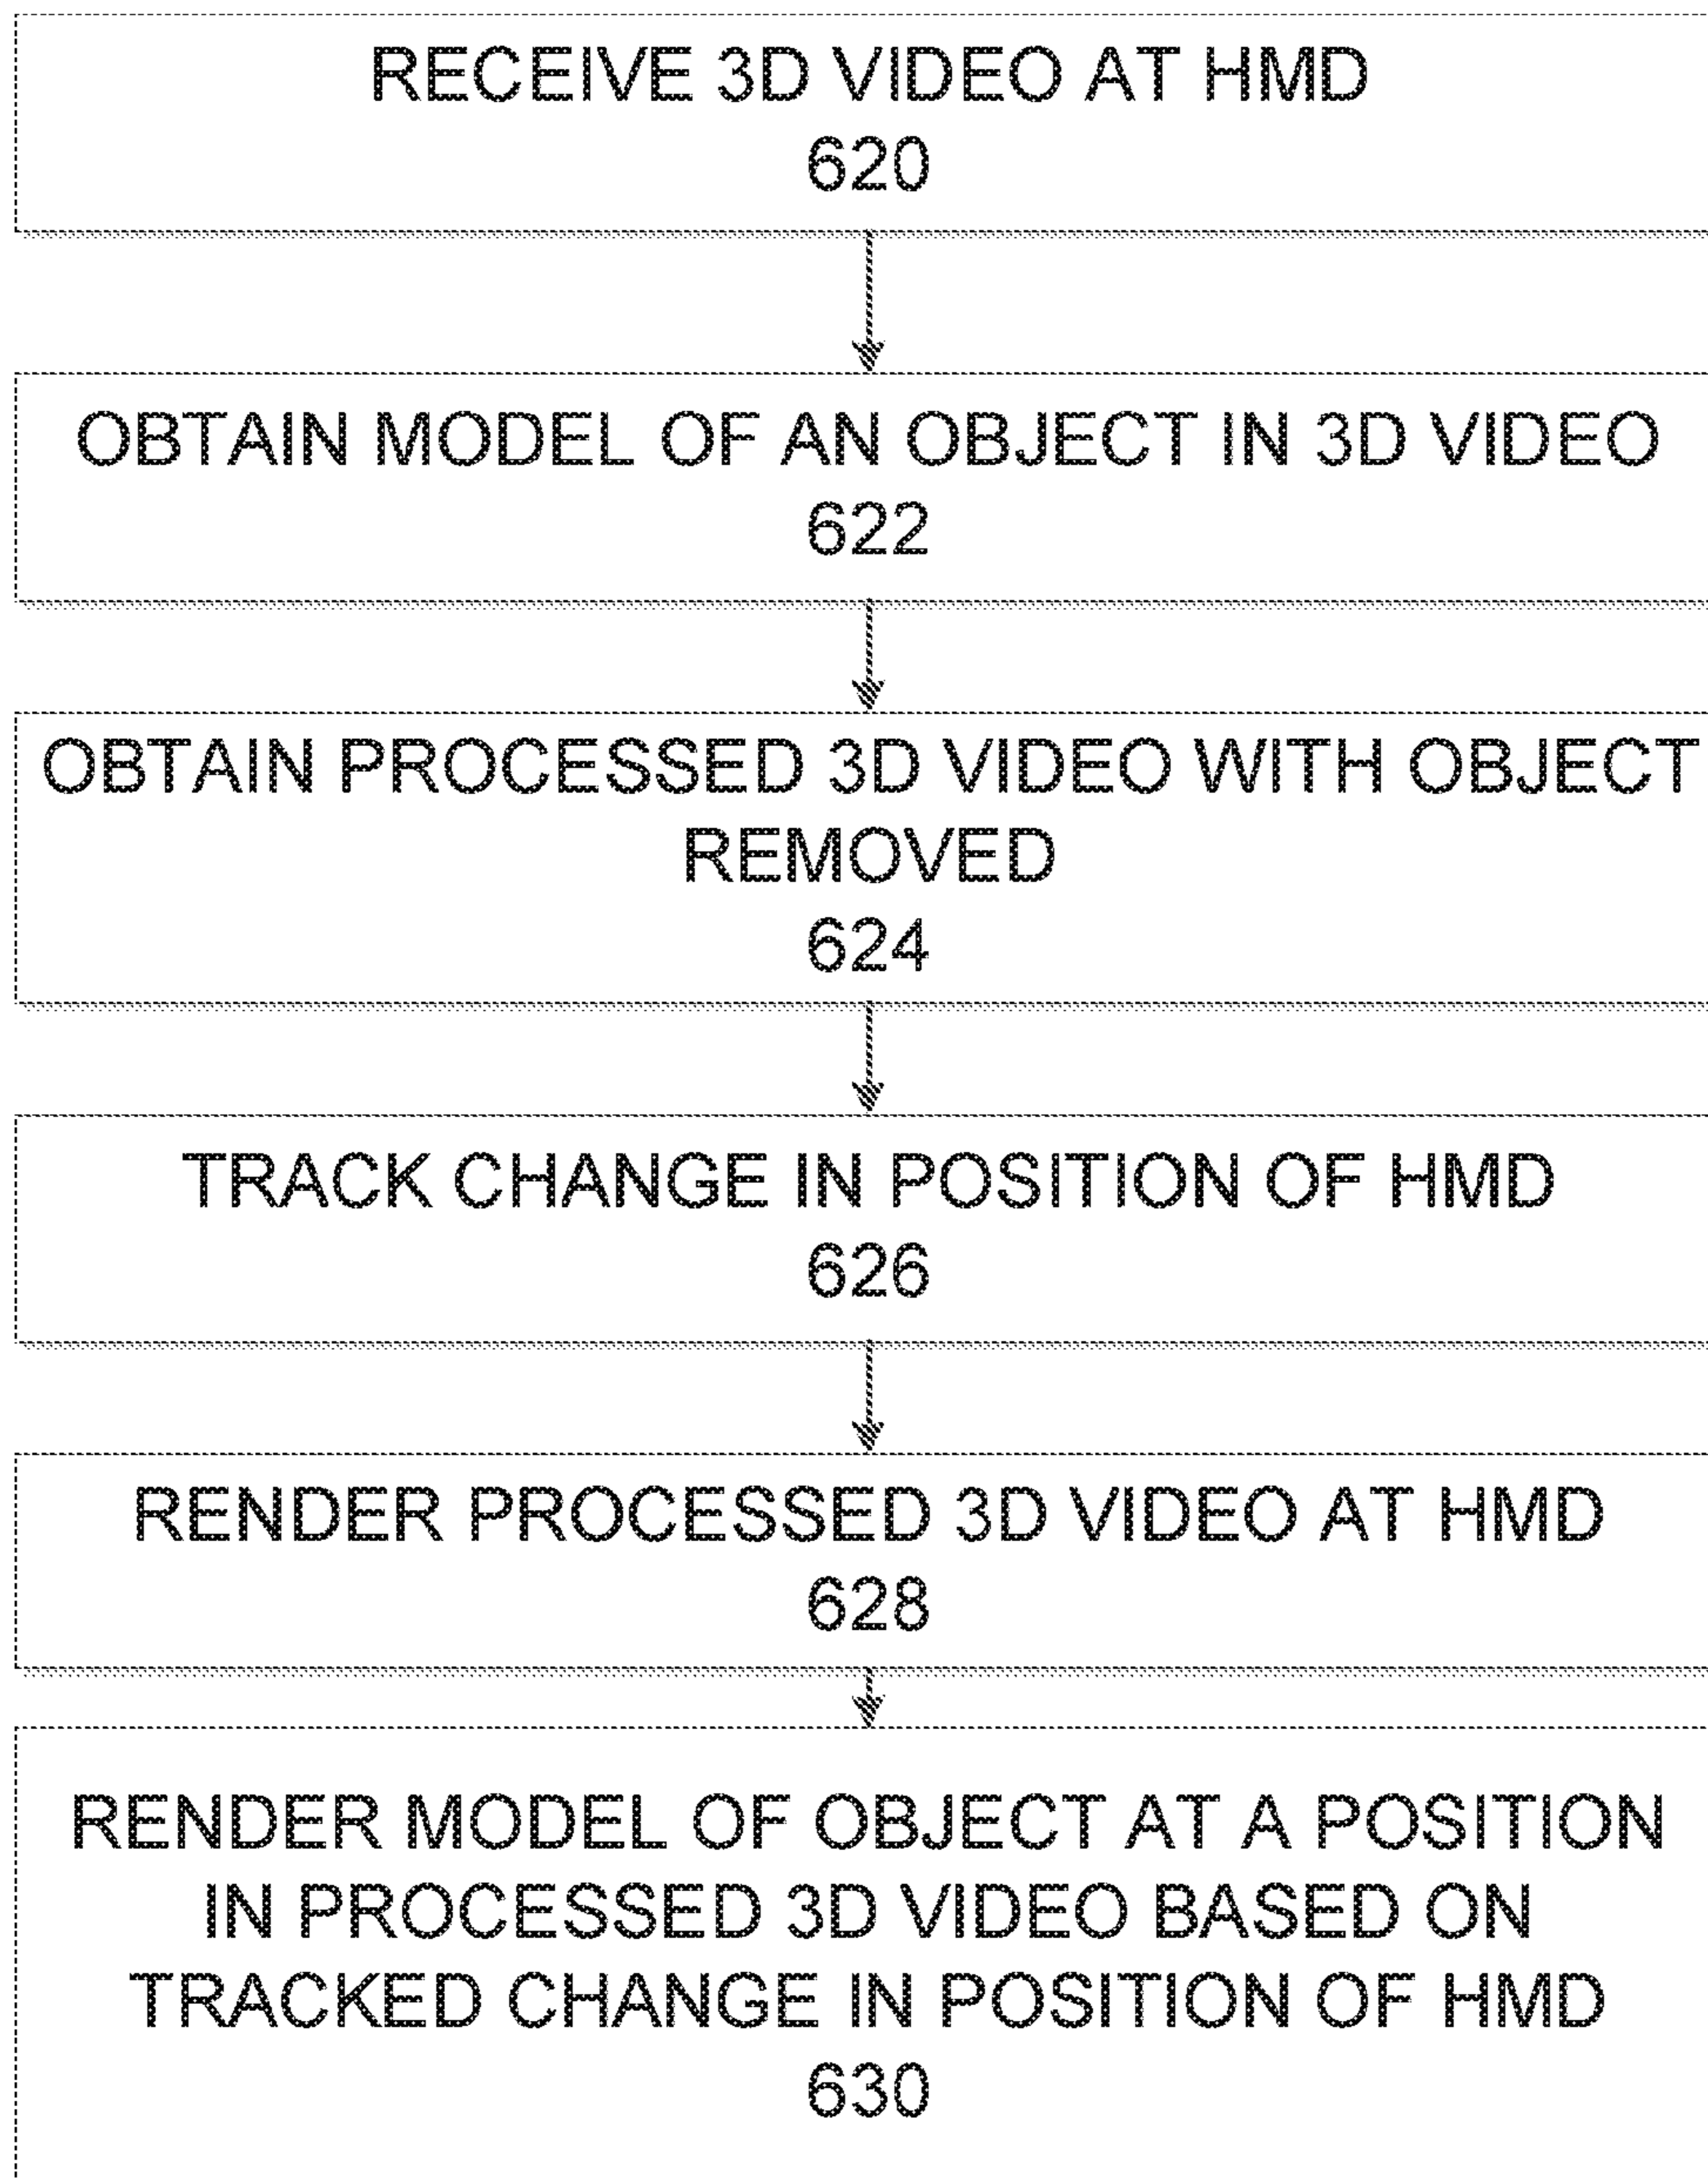 RECEIVE 3D VIDEO AT HMD
620
OBTAIN MODEL OF AN OBJECT IN 3D VIDEO
622
OBTAIN PROCESSED 3D VIDEO WITH OBJECT
REMOVED
624
TRACK CHANGE IN POSITION OF HMD
626
RENDER PROCESSED 3D VIDEO AT HMD
628
RENDER MODEL OF OBJECT AT A POSITION
IN PROCESSED 3D VIDEO BASED ON
TRACKED CHANGE IN POSITION OF HMD
630